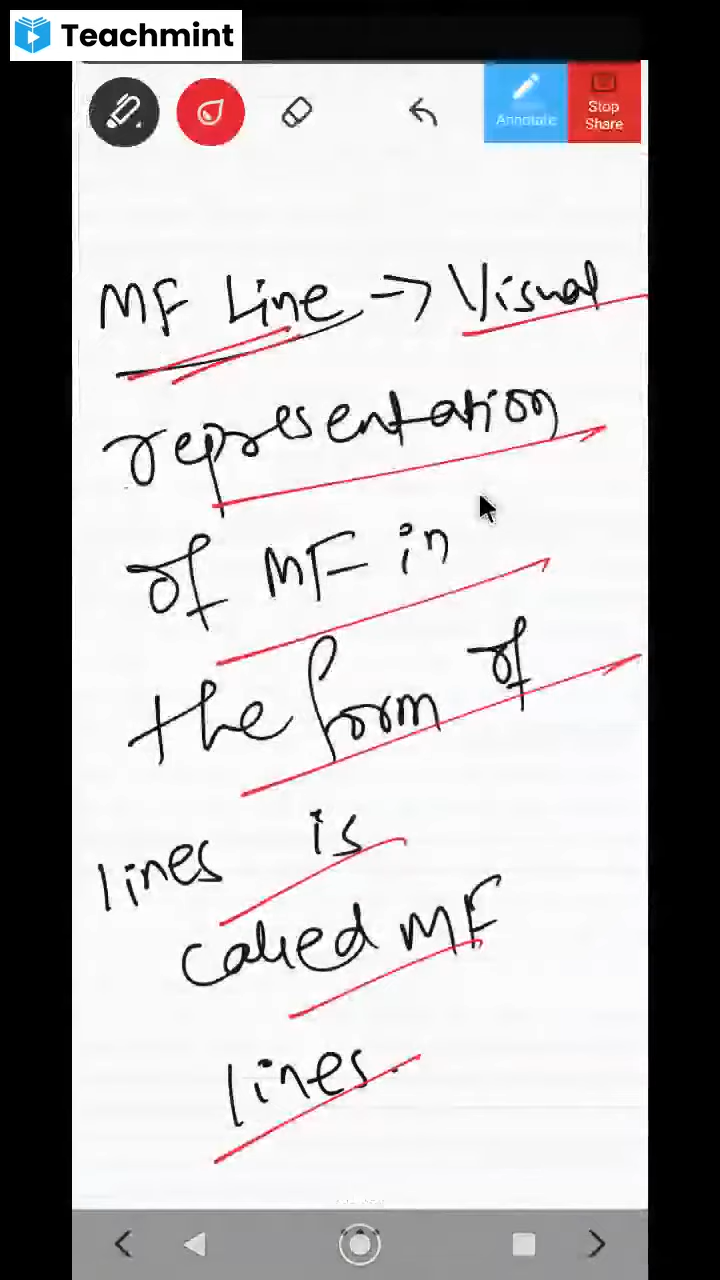 Teachmint
Annotate
Stop
Share
MF Line → Visual
representation
of MF in
the form of
lines is
called MF
lines.